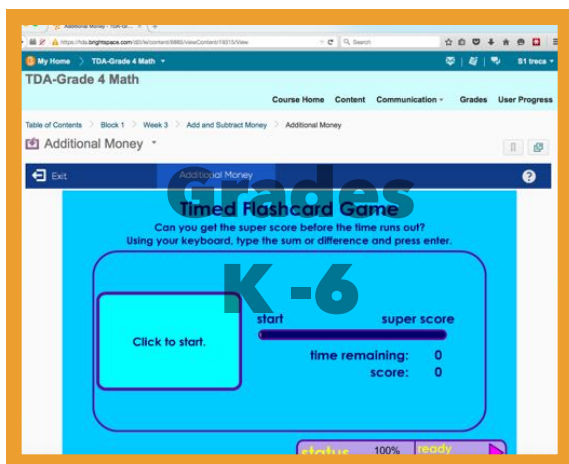 Additional Money - TDA-Gr...
https://tda.brightspace.com/d2l/le/content/9880/viewContent/19315/View
Search
My Home TDA-Grade 4 Math S1 treca
TDA-Grade 4 Math
Course Home Content Communication Grades User Progress
Table of Contents > Block 1 > Week 3 > Add and Subtract Money > Additional Money
Additional Money
Exit Additional Money ?
Grades
Timed Flashcard Game
Can you get the super score before the time runs out?
Using your keyboard, type the sum or difference and press enter.
K -6
start super score
Click to start.
time remaining: 0
score: 0
status 100% ready